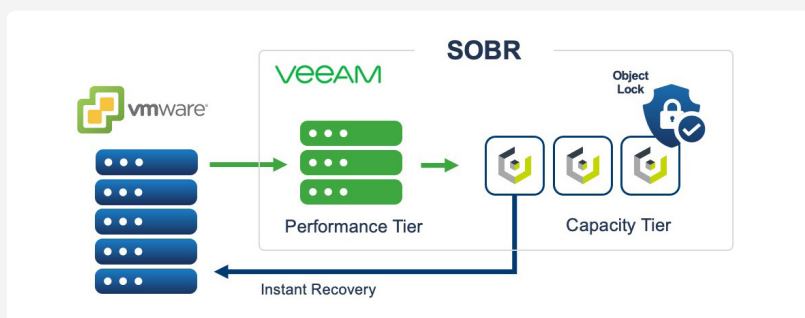 SOBR
veeAM
Object
Lock
vmware®
Performance Tier
Capacity Tier
Instant Recovery